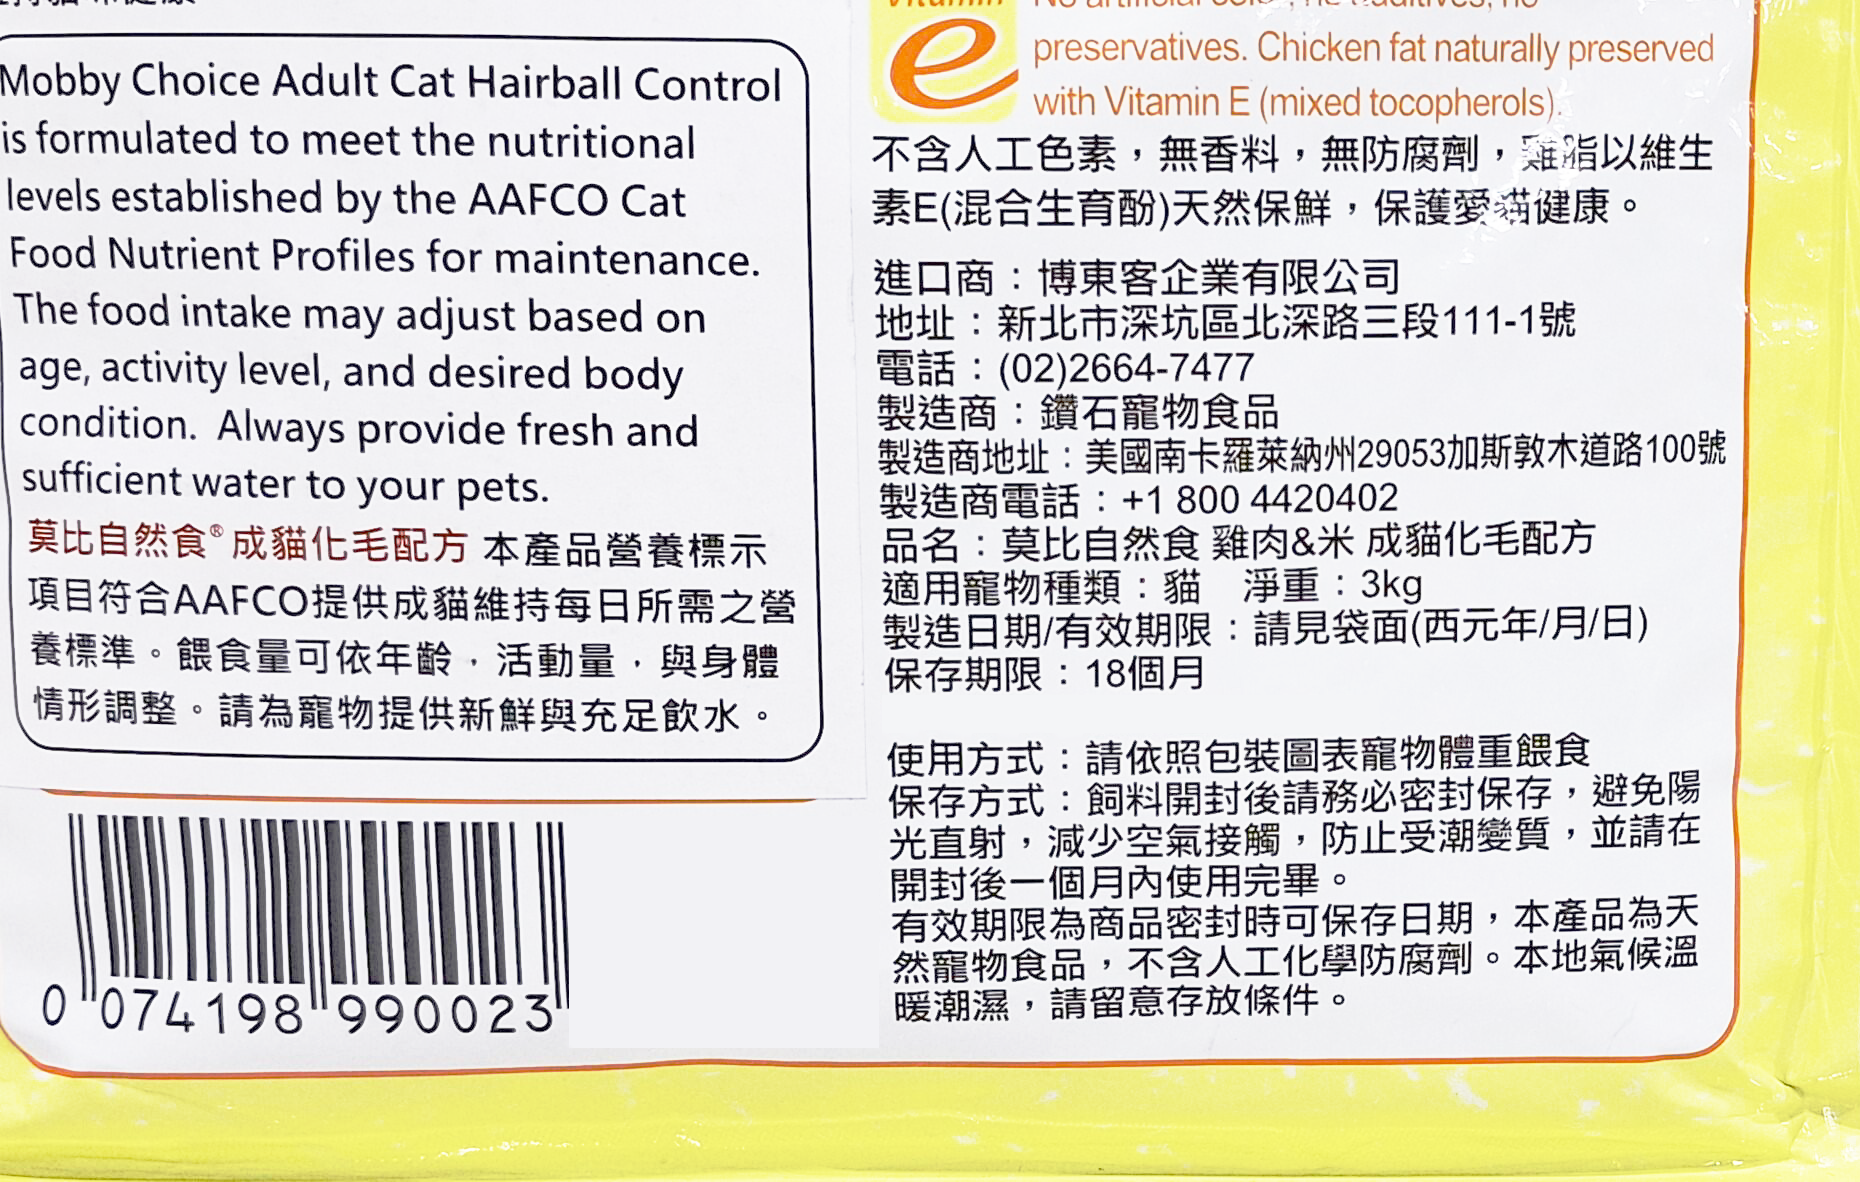 Mobby Choice Adult Cat Hairball Control
is formulated to meet the nutritional
levels established by the AAFCO Cat
Food Nutrient Profiles for maintenance.
The food intake may adjust based on
age, activity level, and desired body
condition. Always provide fresh and
sufficient water to your pets.
莫比自然食® 成貓化毛配方 本產品營養標示
項目符合AAFCO提供成貓維持每日所需之營
養標準。餵食量可依年齡，活動量，與身體
情形調整。請為寵物提供新鮮與充足飲水。
0 074198 990023
e
preservatives. Chicken fat naturally preserved
with Vitamin E (mixed tocopherols).
不含人工色素，無香料，無防腐劑，雞脂以維生
素E(混合生育酚)天然保鮮，保護愛貓健康。
進口商：博東客企業有限公司
地址：新北市深坑區北深路三段111-1號
電話：(02)2664-7477
製造商：鑽石寵物食品
製造商地址：美國南卡羅萊納州29053加斯敦木道路100號
製造商電話：+1 800 4420402
品名：莫比自然食 雞肉&米 成貓化毛配方
適用寵物種類：貓 淨重：3kg
製造日期/有效期限：請見袋面(西元年/月/日)
保存期限：18個月
使用方式：請依照包裝圖表寵物體重餵食
保存方式：飼料開封後請務必密封保存，避免陽
光直射，減少空氣接觸，防止受潮變質，並請在
開封後一個月內使用完畢。
有效期限為商品密封時可保存日期，本產品為天
然寵物食品，不含人工化學防腐劑。本地氣候溫
暖潮濕，請留意存放條件。